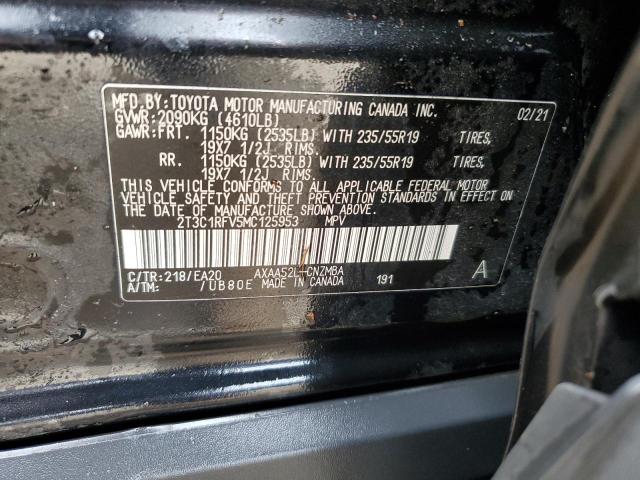 MFD. BY: TOYOTA MOTOR MANUFACTURING CANADA INC. 02/21
GVWR: 2090KG (4610LB)
GAWR: FRT. 1150KG (2535LB) WITH 235/55R19 TIRES,
19X7 1/2J RIMS.
RR. 1150KG (2535LB) WITH 235/55R19 TIRES,
19X7 1/2J RIMS.
THIS VEHICLE CONFORMS TO ALL APPLICABLE FEDERAL MOTOR
VEHICLE SAFETY AND THEFT PREVENTION STANDARDS IN EFFECT ON
THE DATE OF MANUFACTURE SHOWN ABOVE.
2T3C1RFV5MC125953 MPV
C/TR: 218/EA20 AXAA52L-CNZMBA 191 A
A/TM: /UB80E MADE IN CANADA